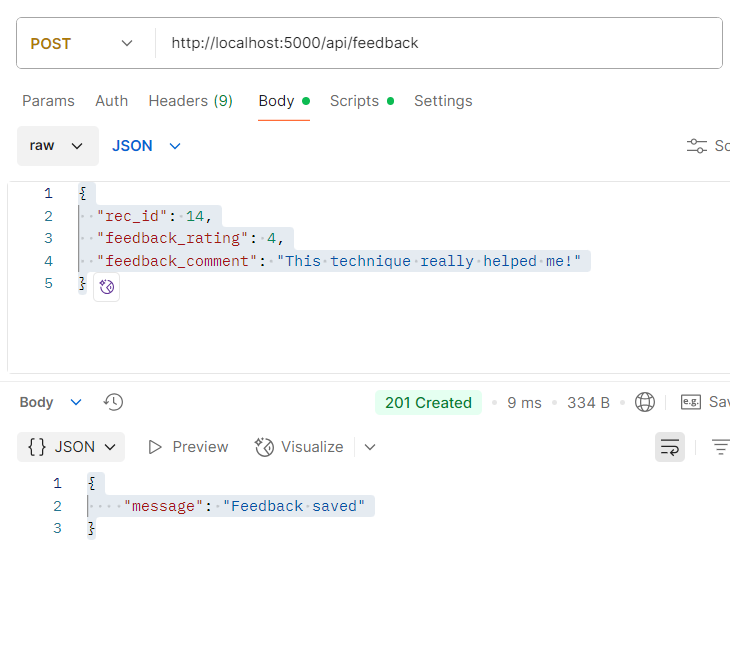 POST http://localhost:5000/api/feedback
Params Auth Headers (9) Body Scripts Settings
raw JSON Sc
1 {
2 "rec_id": 14,
3 "feedback_rating": 4,
4 "feedback_comment": "This technique really helped me!"
5 }
Body 201 Created 9 ms 334 B e.g. Sav
{} JSON Preview Visualize
1 {
2 "message": "Feedback saved"
3 }